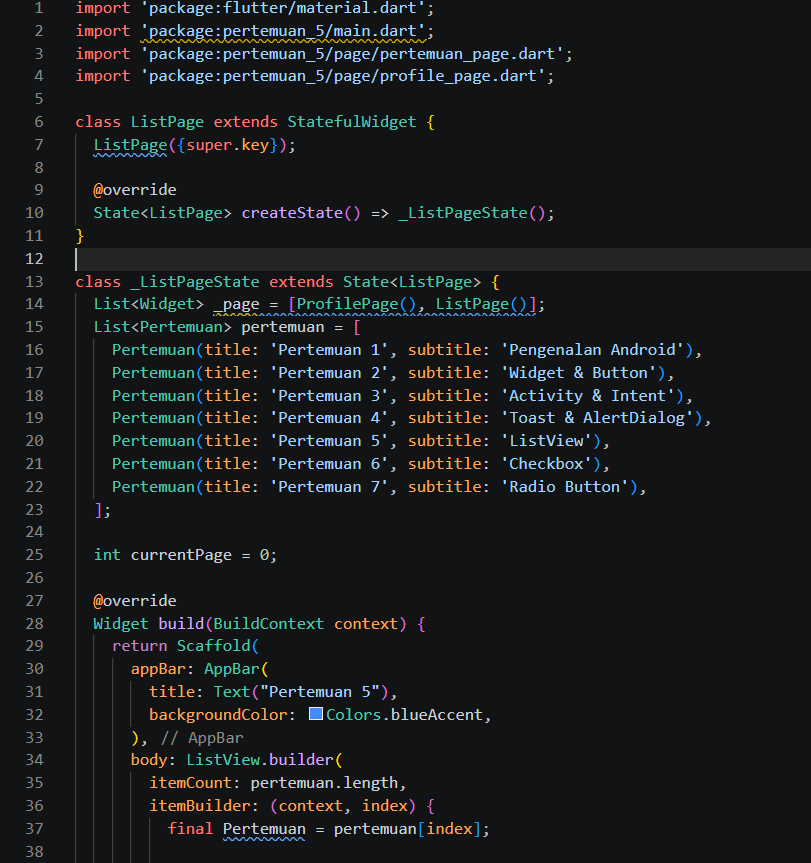 1 import 'package:flutter/material.dart';
2 import 'package:pertemuan_5/main.dart';
3 import 'package:pertemuan_5/page/pertemuan_page.dart';
4 import 'package:pertemuan_5/page/profile_page.dart';
5
6 class ListPage extends StatefulWidget {
7   ListPage({super.key});
8
9   @override
10   State<ListPage> createState() => _ListPageState();
11 }
12
13 class _ListPageState extends State<ListPage> {
14   List<Widget> _page = [ProfilePage(), ListPage()];
15   List<Pertemuan> pertemuan = [
16     Pertemuan(title: 'Pertemuan 1', subtitle: 'Pengenalan Android'),
17     Pertemuan(title: 'Pertemuan 2', subtitle: 'Widget & Button'),
18     Pertemuan(title: 'Pertemuan 3', subtitle: 'Activity & Intent'),
19     Pertemuan(title: 'Pertemuan 4', subtitle: 'Toast & AlertDialog'),
20     Pertemuan(title: 'Pertemuan 5', subtitle: 'ListView'),
21     Pertemuan(title: 'Pertemuan 6', subtitle: 'Checkbox'),
22     Pertemuan(title: 'Pertemuan 7', subtitle: 'Radio Button'),
23   ];
24
25   int currentPage = 0;
26
27   @override
28   Widget build(BuildContext context) {
29     return Scaffold(
30       appBar: AppBar(
31         title: Text("Pertemuan 5"),
32         backgroundColor: Colors.blueAccent,
33       ), // AppBar
34       body: ListView.builder(
35         itemCount: pertemuan.length,
36         itemBuilder: (context, index) {
37           final Pertemuan = pertemuan[index];
38